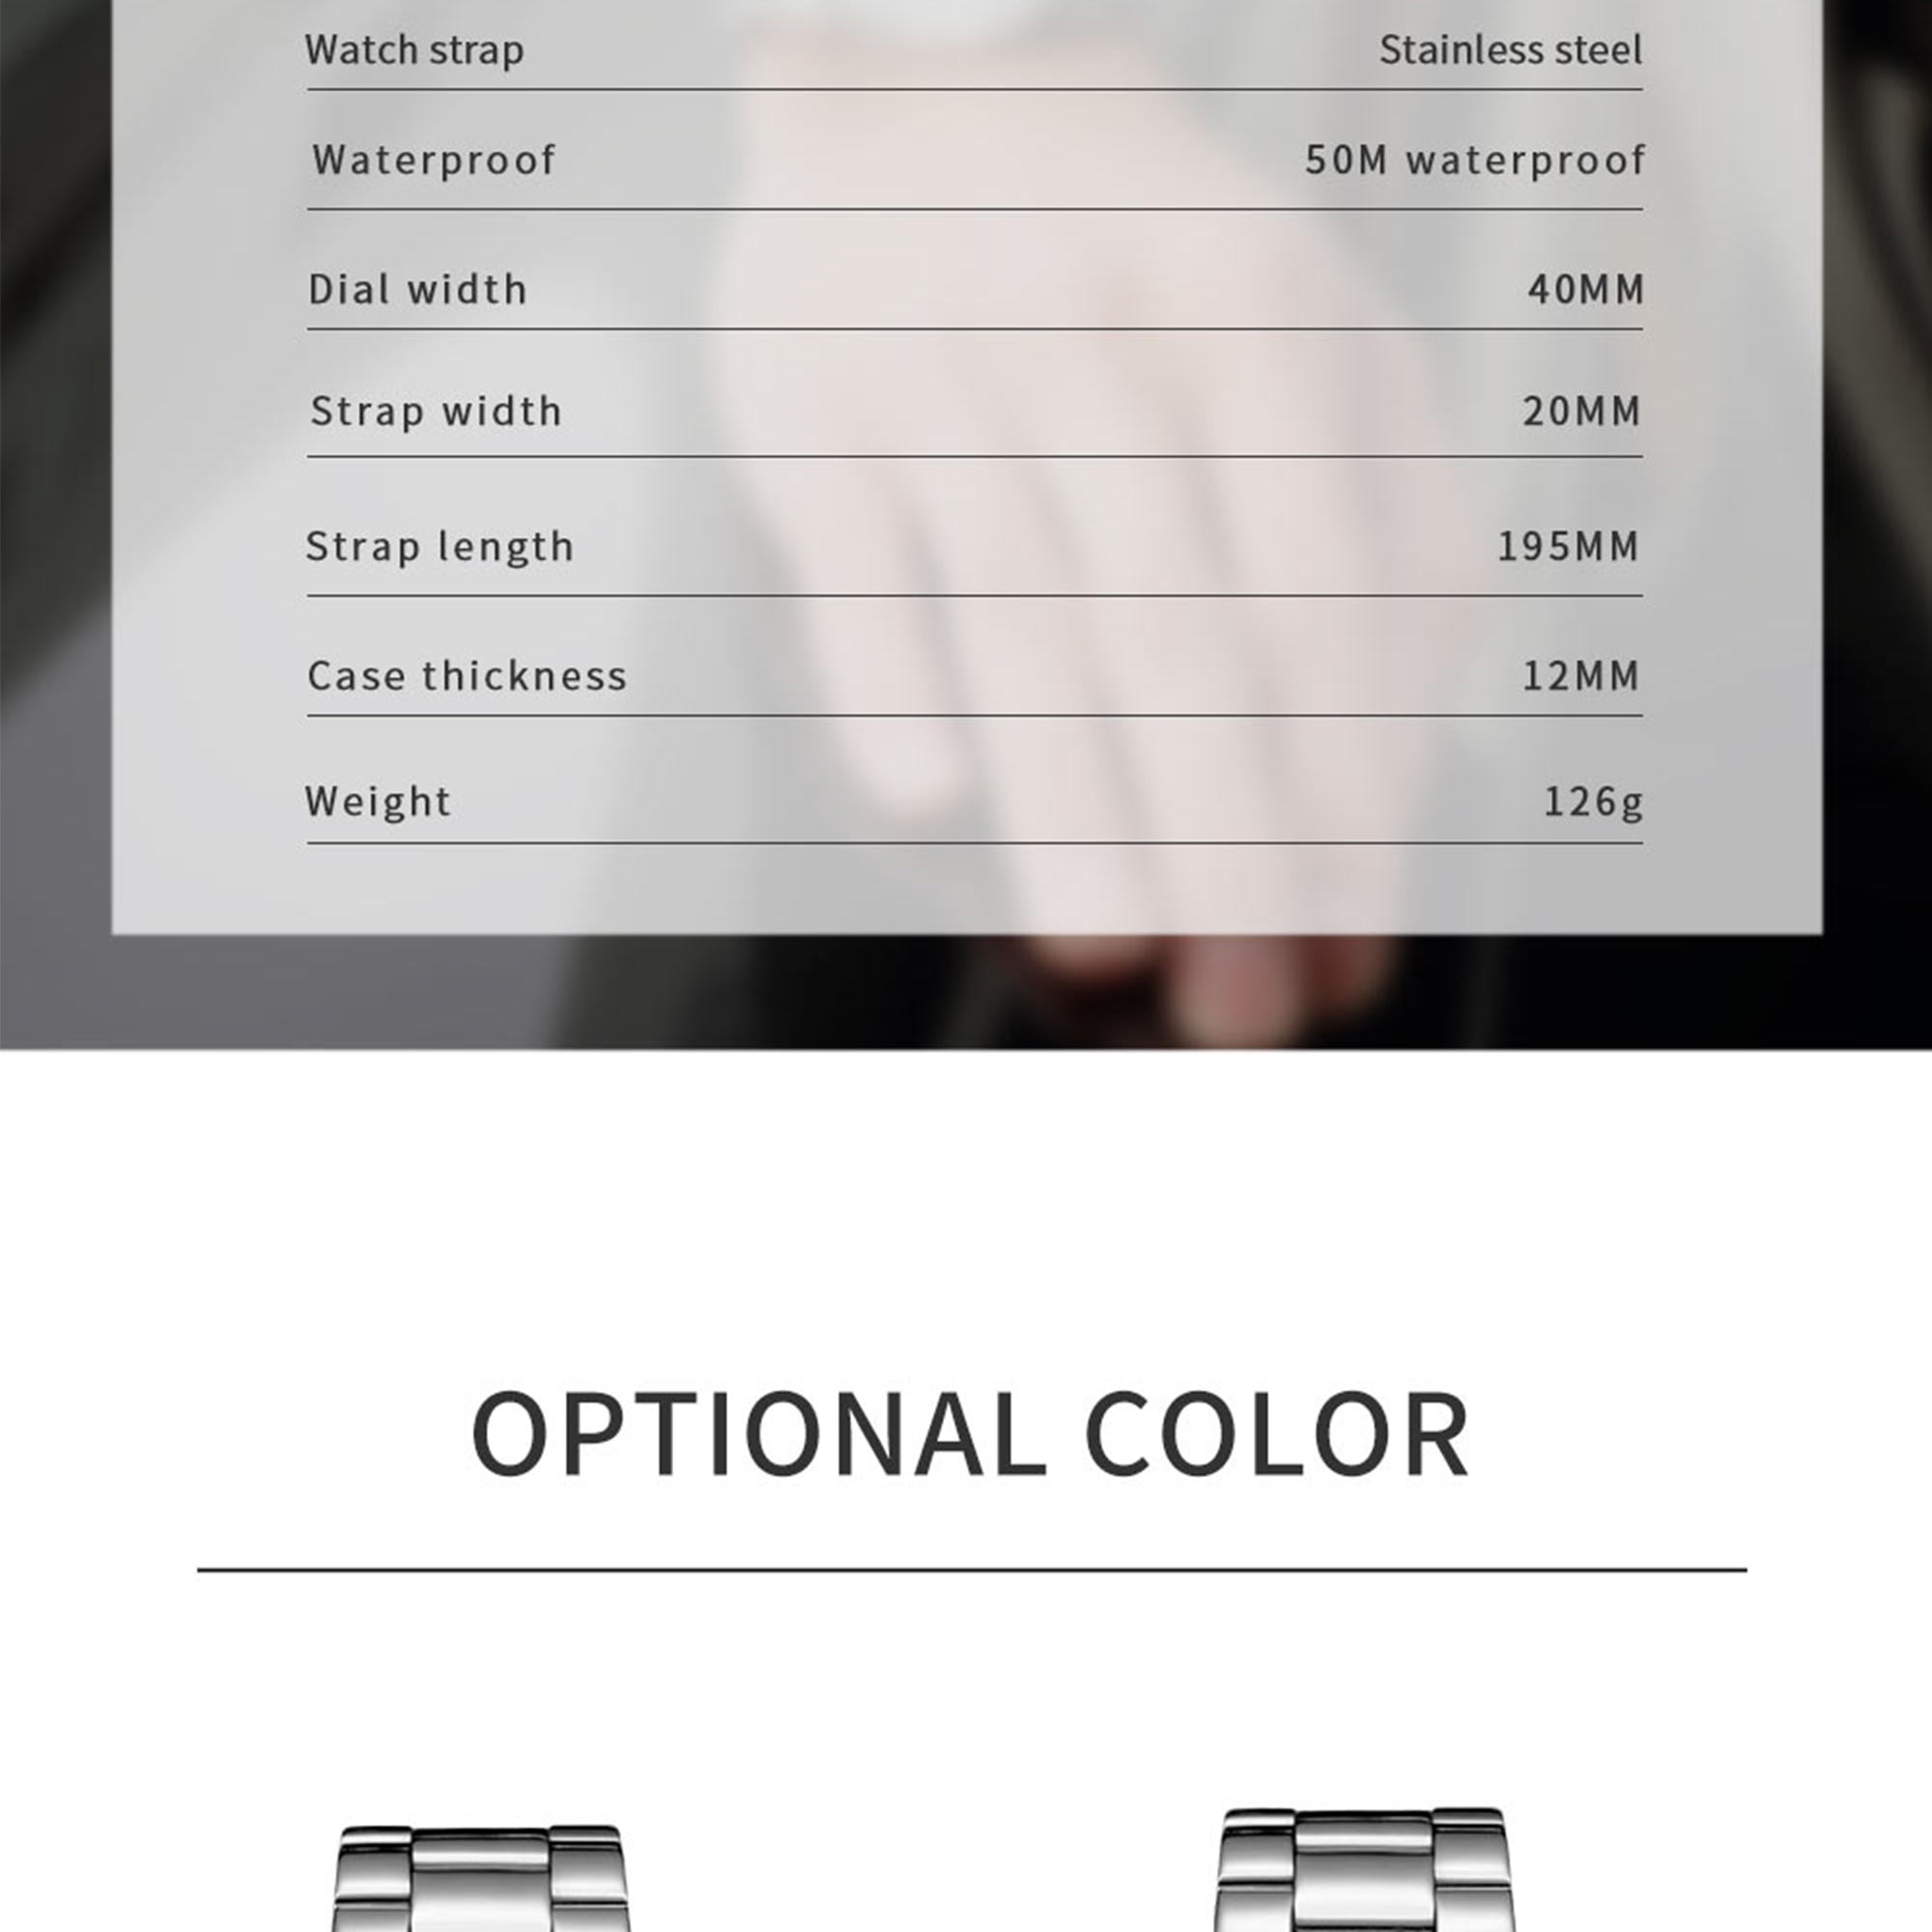 Watch strap Stainless steel
Waterproof 50M waterproof
Dial width 40MM
Strap width 20MM
Strap length 195MM
Case thickness 12MM
Weight 126g
OPTIONAL COLOR